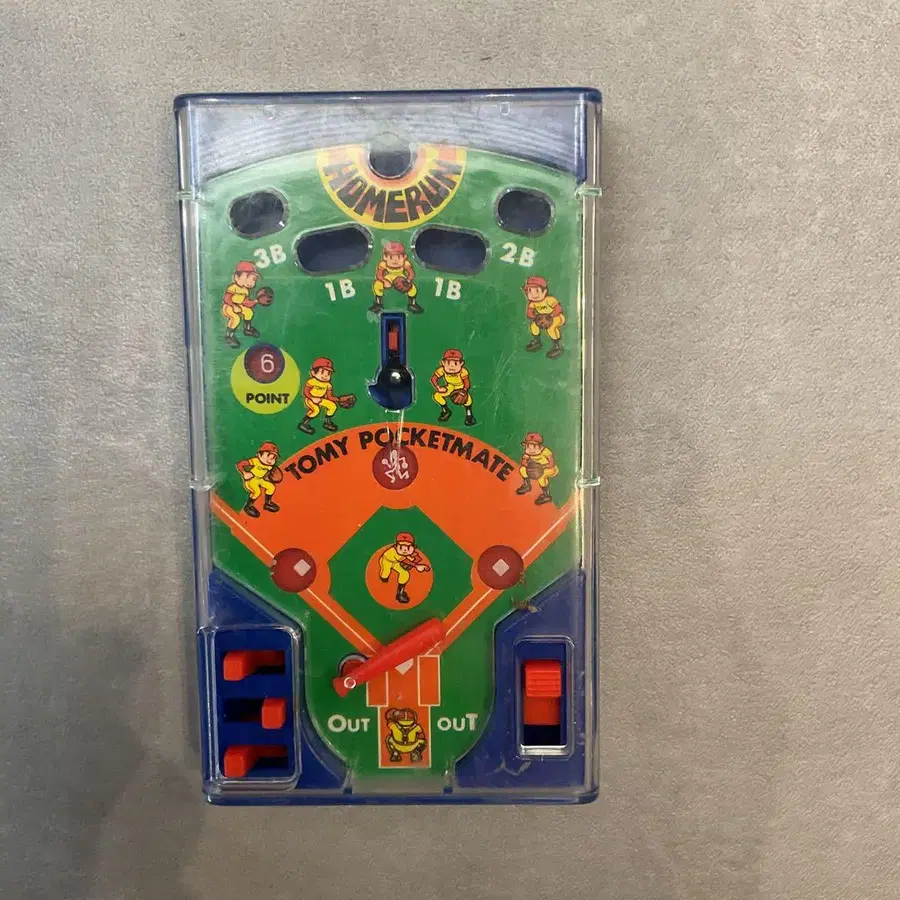 HOMERUN
3B
2B
1B
1B
6
POINT
TOMY POCKETMATE
OUT
OUT